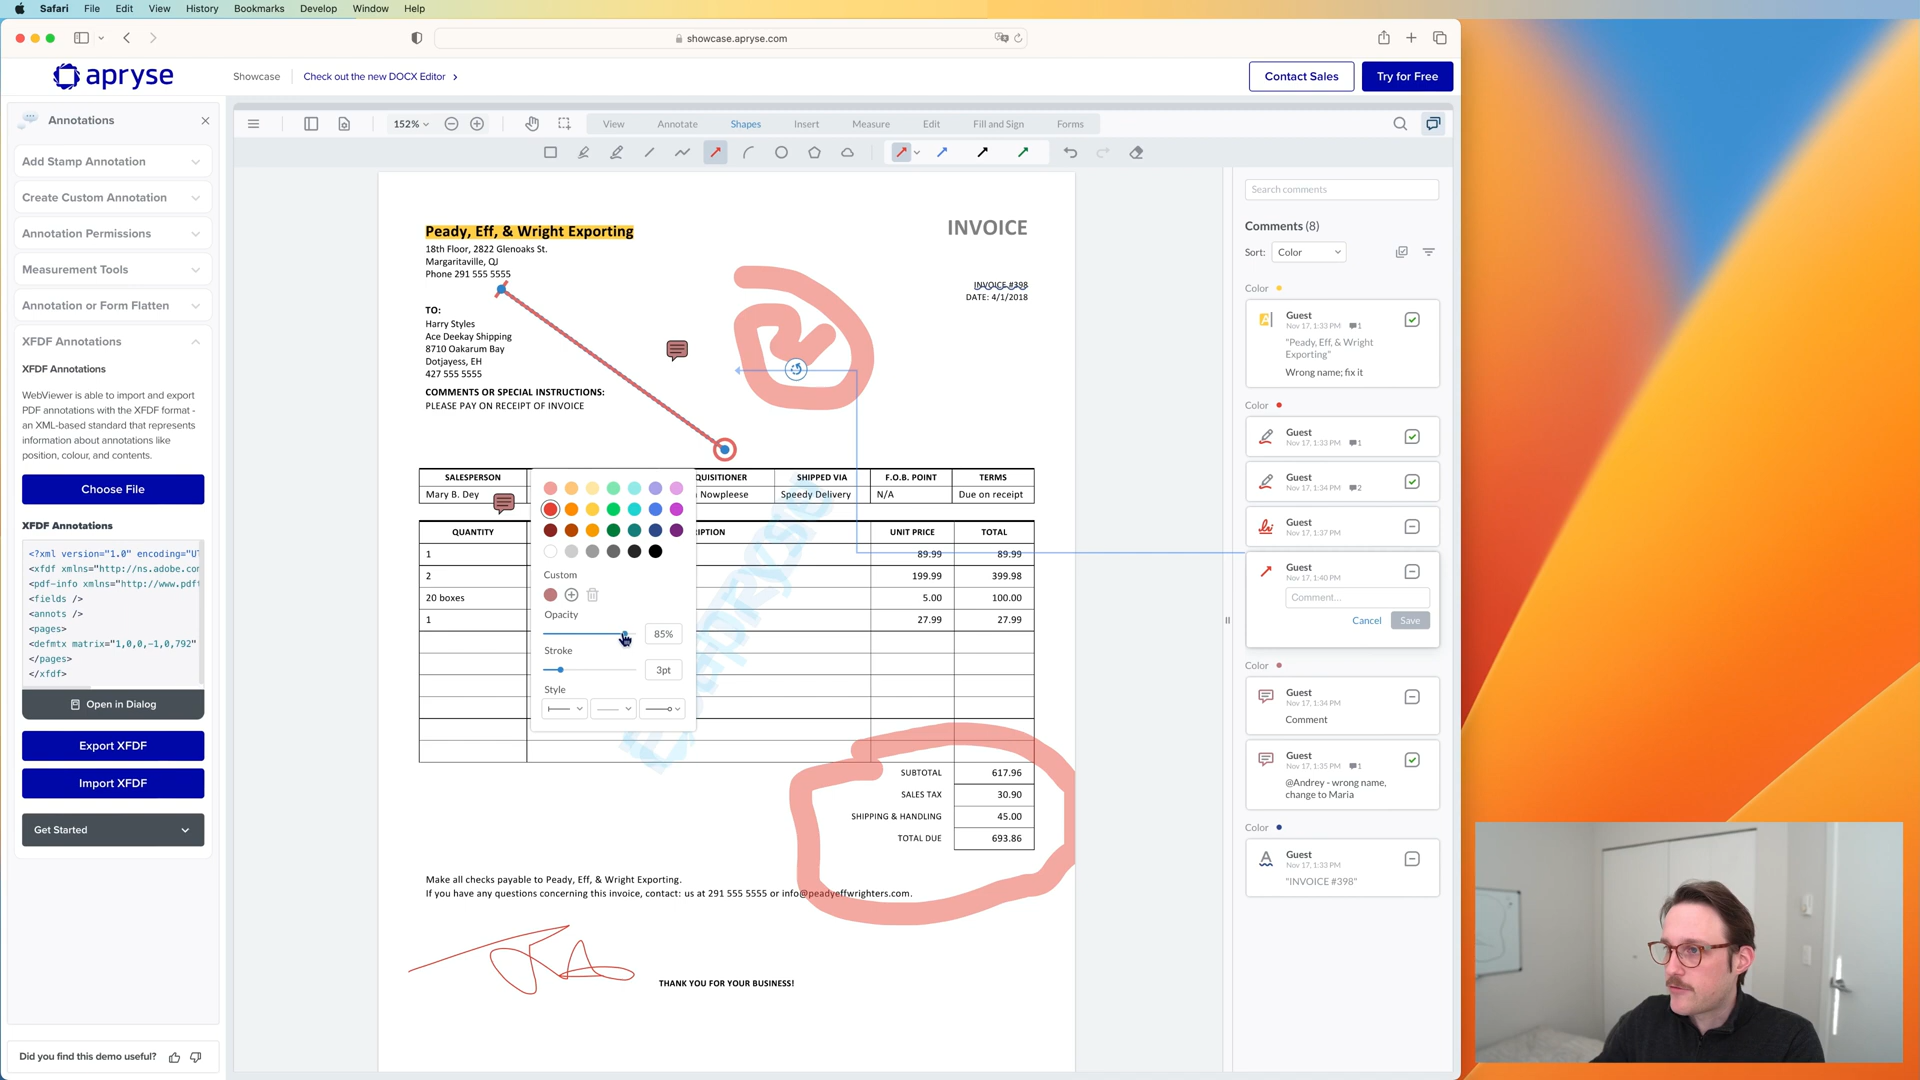 Safari File Edit View History Bookmarks Develop Window Help
showcase.apryse.com
apryse
Showcase
Check out the new DOCX Editor
Contact Sales
Try for Free
Annotations
Add Stamp Annotation
Create Custom Annotation
Annotation Permissions
Measurement Tools
Annotation or Form Flatten
XFDF Annotations
XFDF Annotations
WebViewer is able to import and export
PDF annotations with the XFDF format -
an XML-based standard that represents
information about annotations like
position, colour, and contents.
Choose File
XFDF Annotations
<?xml version="1.0" encoding="UT
<xfdf xmlns="http://ns.adobe.com
<pdf-info xmlns="http://www.pdft
<fields />
<annots />
<pages>
<defmtx matrix="1,0,0,-1,0,792"
</pages>
</xfdf>
Open in Dialog
Export XFDF
Import XFDF
Get Started
Did you find this demo useful?
152%
View Annotate Shapes Insert Measure Edit Fill and Sign Forms
Peady, Eff, & Wright Exporting
18th Floor, 2822 Glenoaks St.
Margaritaville, QJ
Phone 291 555 5555
INVOICE
INVOICE #398
DATE: 4/1/2018
TO:
Harry Styles
Ace Deekay Shipping
8710 Oakarum Bay
Dotjayess, EH
427 555 5555
COMMENTS OR SPECIAL INSTRUCTIONS:
PLEASE PAY ON RECEIPT OF INVOICE
SALESPERSON QUISITIONER SHIPPED VIA F.O.B. POINT TERMS
Mary B. Dey Nowpleese Speedy Delivery N/A Due on receipt
QUANTITY RIPTION UNIT PRICE TOTAL
1 89.99 89.99
2 199.99 399.98
20 boxes 5.00 100.00
1 27.99 27.99
SUBTOTAL 617.96
SALES TAX 30.90
SHIPPING & HANDLING 45.00
TOTAL DUE 693.86
Make all checks payable to Peady, Eff, & Wright Exporting.
If you have any questions concerning this invoice, contact: us at 291 555 5555 or info@peadyeffwrighters.com.
THANK YOU FOR YOUR BUSINESS!
Custom
Opacity
85%
Stroke
3pt
Style
apryse
Search comments
Comments (8)
Sort: Color
Color
Guest
Nov 17, 1:33 PM 1
"Peady, Eff, & Wright
Exporting"
Wrong name; fix it
Color
Guest
Nov 17, 1:33 PM 1
Guest
Nov 17, 1:34 PM 2
Guest
Nov 17, 1:37 PM
Guest
Nov 17, 1:40 PM
Comment...
Cancel Save
Color
Guest
Nov 17, 1:34 PM
Comment
Guest
Nov 17, 1:35 PM 1
@Andrey - wrong name,
change to Maria
Color
Guest
Nov 17, 1:33 PM
"INVOICE #398"